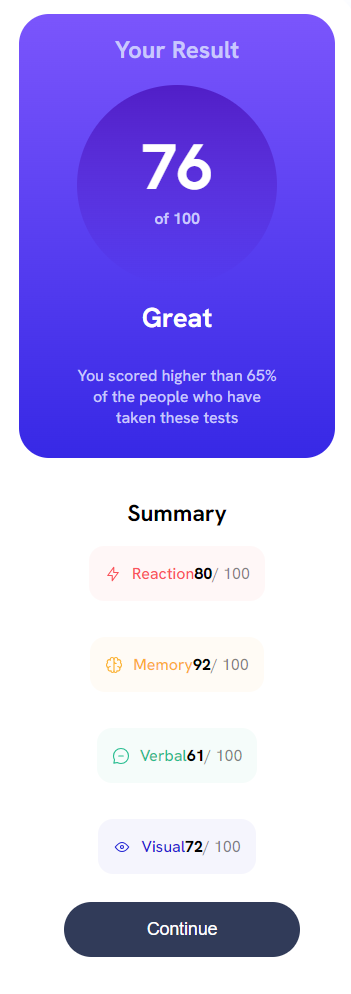 Your Result
76
of 100
Great
You scored higher than 65%
of the people who have
taken these tests
Summary
Reaction80/ 100
Memory92/ 100
Verbal61/ 100
Visual72/ 100
Continue